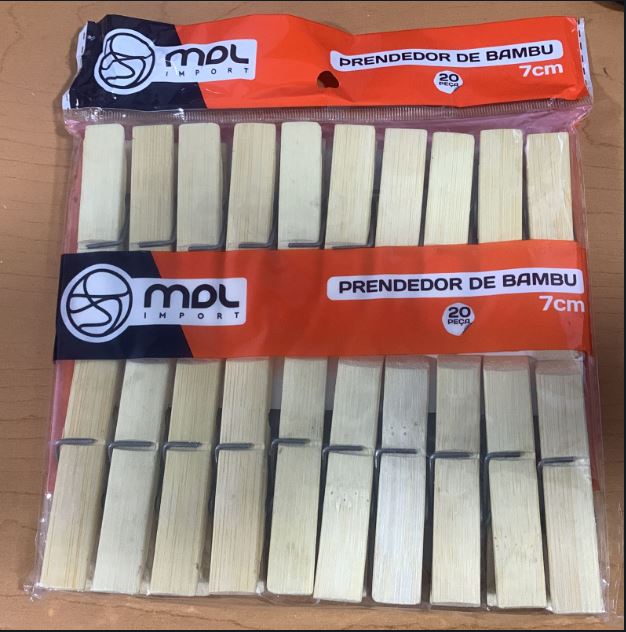 MDL
IMPORT
PRENDEDOR DE BAMBU
7cm
20
PEÇA
MDL
IMPORT
PRENDEDOR DE BAMBU
7cm
20
PEÇA